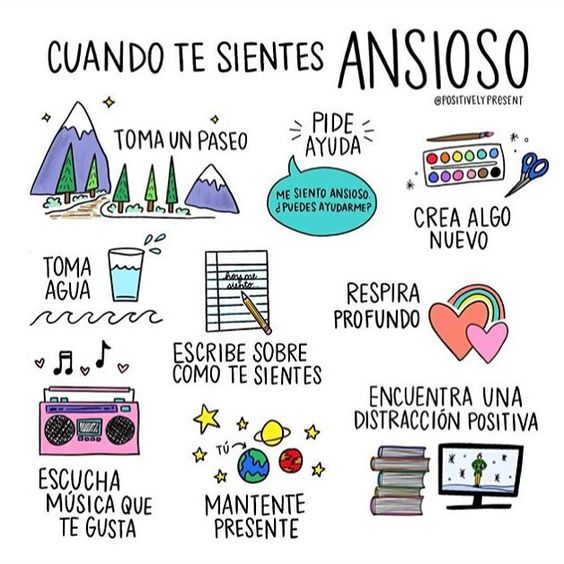 CUANDO TE SIENTES ANSIOSO
@POSITIVELYPRESENT
TOMA UN PASEO
PIDE
AYUDA
ME SIENTO ANSIOSO.
¿PUEDES AYUDARME?
CREA ALGO
NUEVO
TOMA
AGUA
hoy me
siento...
ESCRIBE SOBRE
COMO TE SIENTES
RESPIRA
PROFUNDO
ESCUCHA
MÚSICA QUE
TE GUSTA
TÚ
MANTENTE
PRESENTE
ENCUENTRA UNA
DISTRACCIÓN POSITIVA